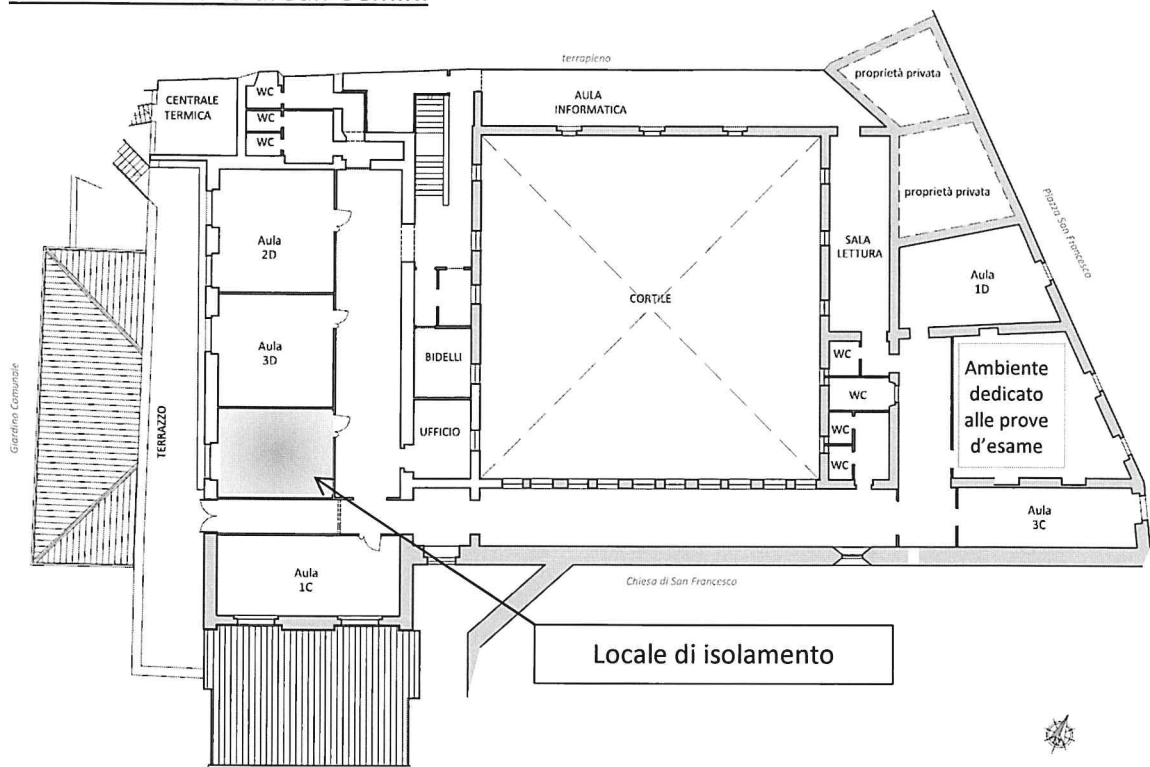 terrapieno
proprietà privata
CENTRALE
TERMICA
WC
WC
WC
AULA
INFORMATICA
proprietà privata
Piazza San Francesco
Aula
2D
SALA
LETTURA
Aula
1D
CORTILE
Giardino Comunale
TERRAZZO
Aula
3D
BIDELLI
UFFICIO
WC
WC
WC
WC
Ambiente
dedicato
alle prove
d'esame
Aula
3C
Aula
1C
Chiesa di San Francesco
Locale di isolamento